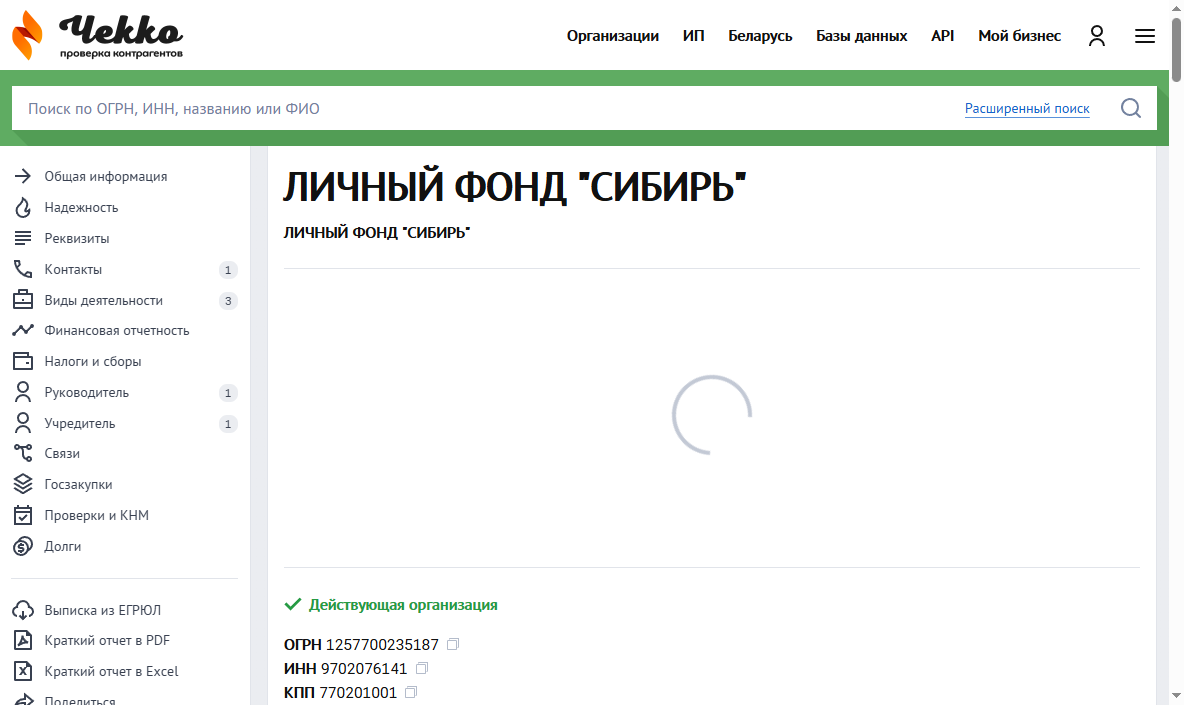 Чекко
проверка контрагентов
Организации ИП Беларусь Базы данных API Мой бизнес
Поиск по ОГРН, ИНН, названию или ФИО Расширенный поиск
Общая информация
Надежность
Реквизиты
Контакты 1
Виды деятельности 3
Финансовая отчетность
Налоги и сборы
Руководитель 1
Учредитель 1
Связи
Госзакупки
Проверки и КНМ
Долги
Выписка из ЕГРЮЛ
Краткий отчет в PDF
Краткий отчет в Excel
Поделиться
ЛИЧНЫЙ ФОНД "СИБИРЬ"
ЛИЧНЫЙ ФОНД "СИБИРЬ"
Действующая организация
ОГРН 1257700235187
ИНН 9702076141
КПП 770201001